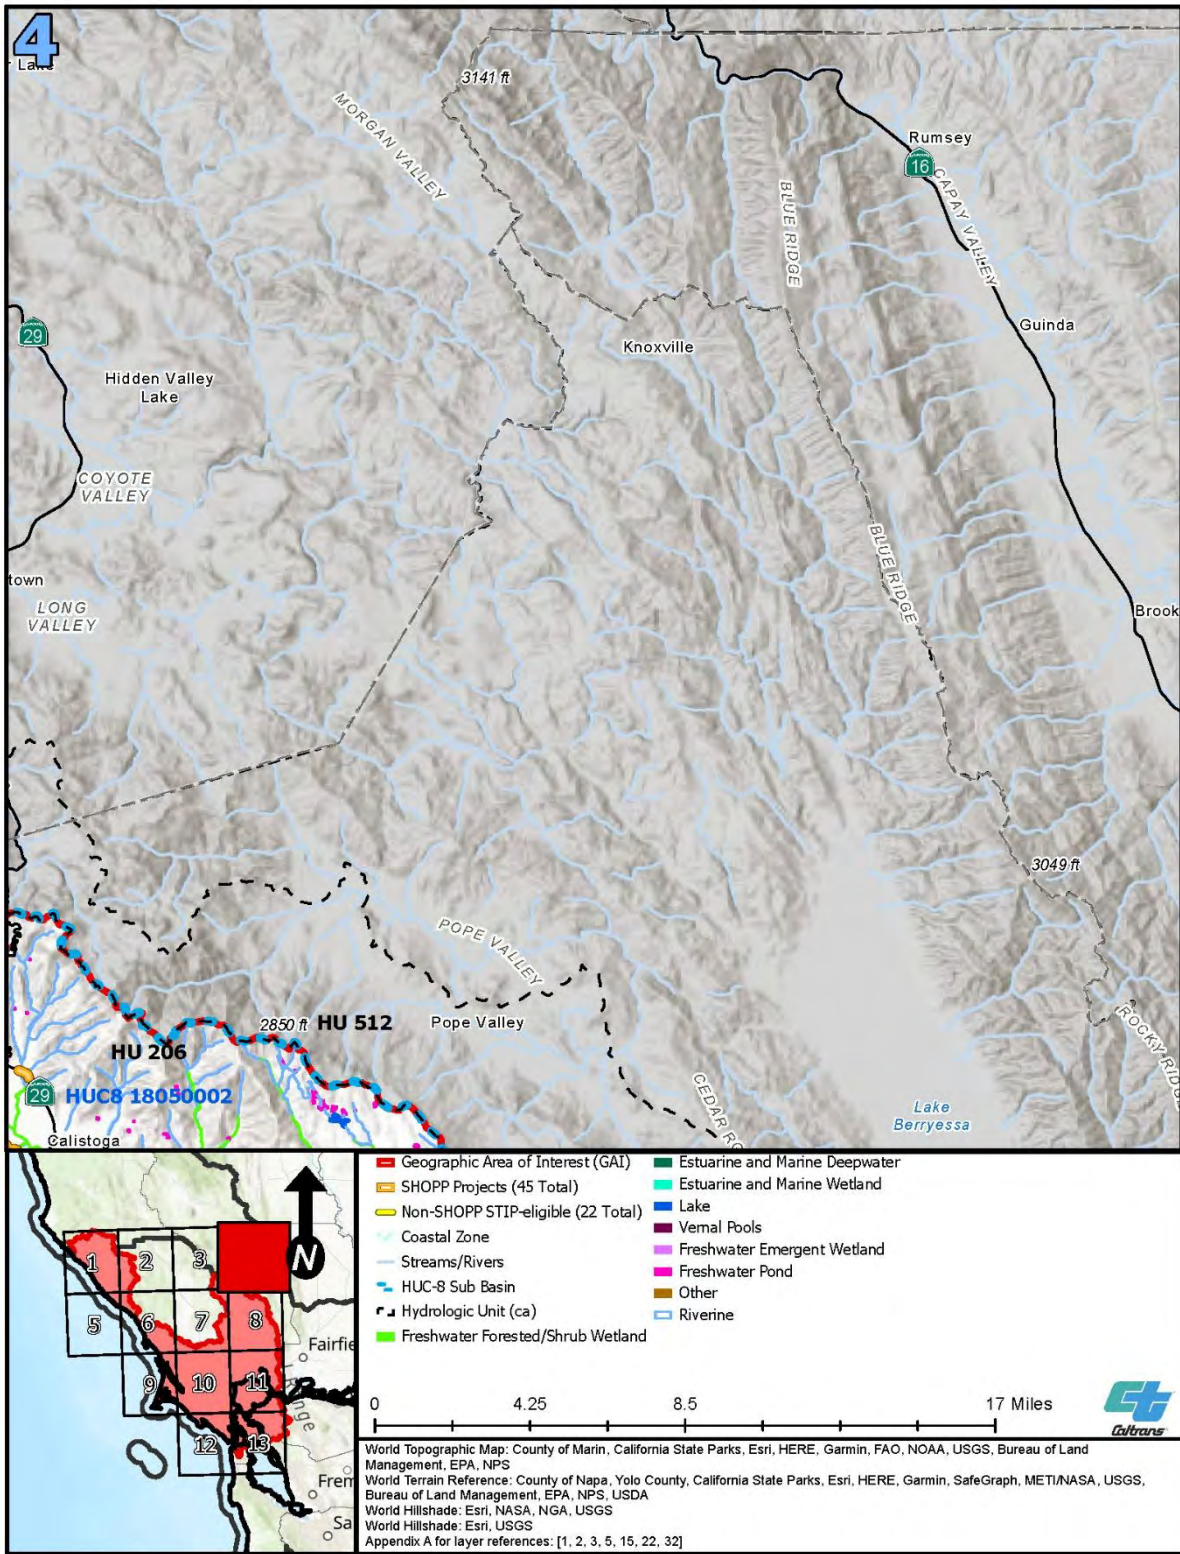 4
r Lake
3141 ft
MORGAN VALLEY
Rumsey
16
CAPAY VALLEY
BLUE RIDGE
29
Guinda
Knoxville
Hidden Valley
Lake
COYOTE
VALLEY
BLUE RIDGE
town
LONG
VALLEY
Brook
3049 ft
POPE VALLEY
2850 ft
HU 512
Pope Valley
ROCKY RIDGE
HU 206
29
HUC8 18050002
CEDAR RO
Lake
Berryessa
Calistoga
1
2
3
5
6
7
8
Fairfie
9
10
11
Range
12
13
Frem
Sa
N
Geographic Area of Interest (GAI)
SHOPP Projects (45 Total)
Non-SHOPP STIP-eligible (22 Total)
Coastal Zone
Streams/Rivers
HUC-8 Sub Basin
Hydrologic Unit (ca)
Freshwater Forested/Shrub Wetland
Estuarine and Marine Deepwater
Estuarine and Marine Wetland
Lake
Vernal Pools
Freshwater Emergent Wetland
Freshwater Pond
Other
Riverine
0 4.25 8.5 17 Miles
ct
Caltrans
World Topographic Map: County of Marin, California State Parks, Esri, HERE, Garmin, FAO, NOAA, USGS, Bureau of Land
Management, EPA, NPS
World Terrain Reference: County of Napa, Yolo County, California State Parks, Esri, HERE, Garmin, SafeGraph, METI/NASA, USGS,
Bureau of Land Management, EPA, NPS, USDA
World Hillshade: Esri, NASA, NGA, USGS
World Hillshade: Esri, USGS
Appendix A for layer references: [1, 2, 3, 5, 15, 22, 32]